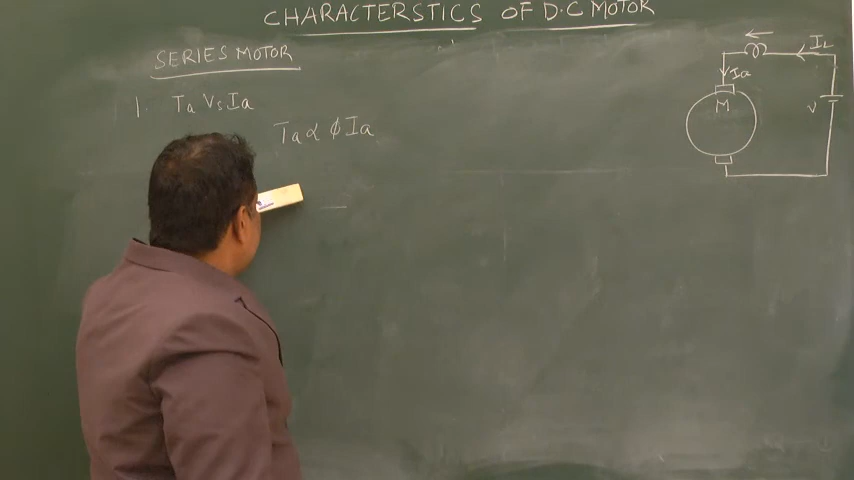 CHARACTERSTICS OF D.C MOTOR
SERIES MOTOR
1. Ta Vs Ia
Ta ∝ ϕ Ia
IL
Ia
M
V